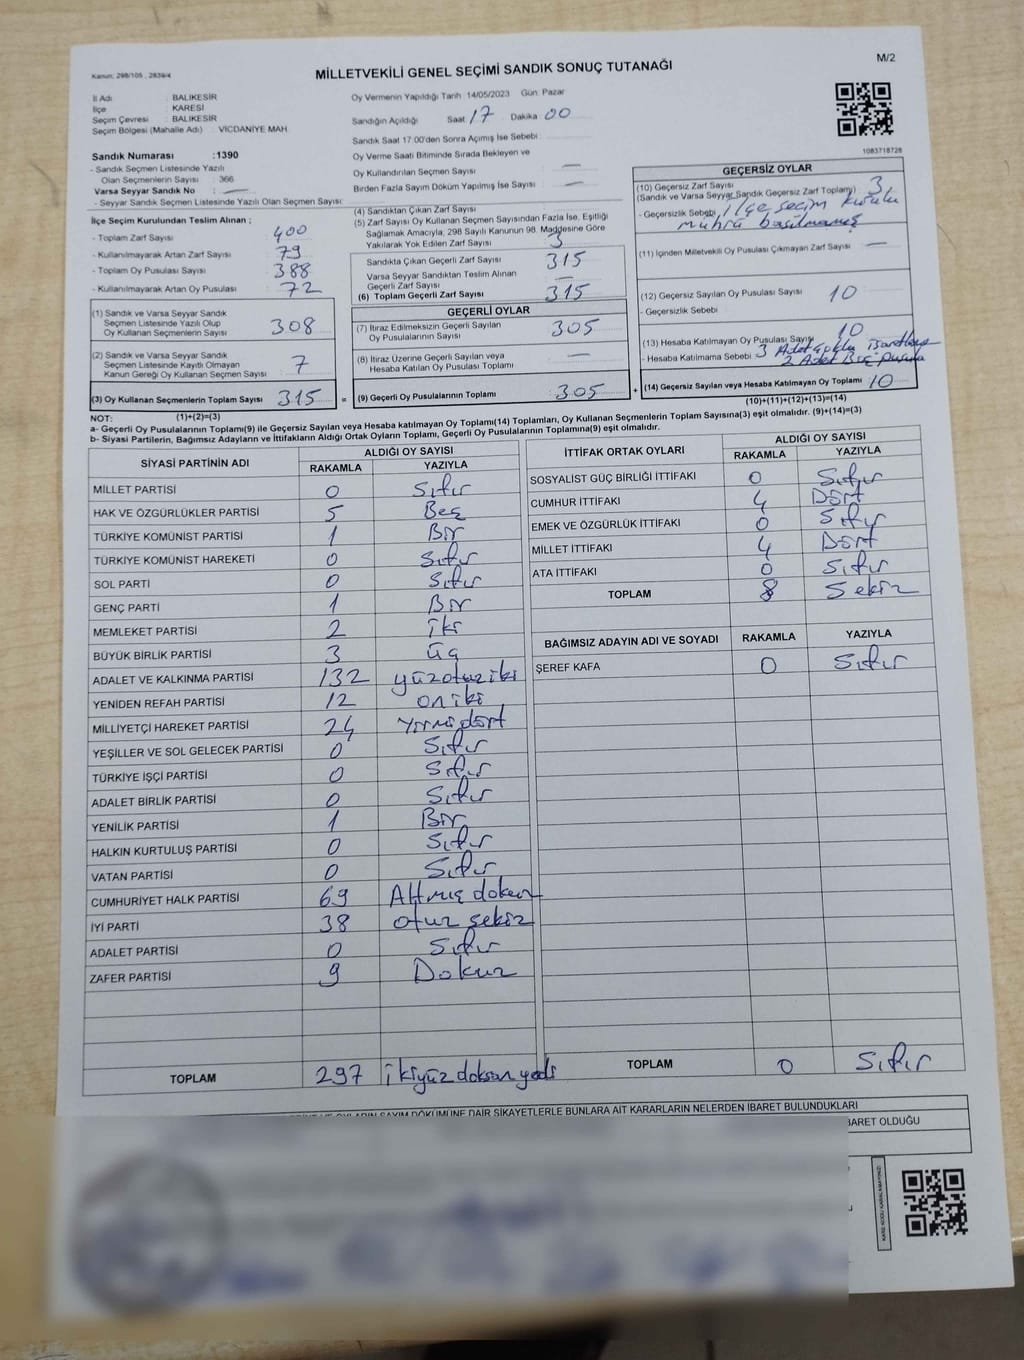 Kanun: 298/105 , 2839/4
MİLLETVEKİLİ GENEL SEÇİMİ SANDIK SONUÇ TUTANAĞI
M/2
İl Adı : BALIKESİR
İlçe : KARESİ
Seçim Çevresi : BALIKESİR
Seçim Bölgesi (Mahalle Adı) : VİCDANİYE MAH.
Oy Vermenin Yapıldığı Tarih :14/05/2023 Gün: Pazar
Sandığın Açıldığı Saat 17 Dakika 00
Sandık Saat 17:00'den Sonra Açılmış İse Sebebi :
Oy Verme Saati Bitiminde Sırada Bekleyen ve
Oy Kullandırılan Seçmen Sayısı : —
Birden Fazla Sayım Döküm Yapılmış İse Sayısı : —
1083718728
Sandık Numarası :1390
- Sandık Seçmen Listesinde Yazılı
Olan Seçmenlerin Sayısı : 366
Varsa Seyyar Sandık No : —
- Seyyar Sandık Seçmen Listesinde Yazılı Olan Seçmen Sayısı:
İlçe Seçim Kurulundan Teslim Alınan ;
- Toplam Zarf Sayısı : 400
- Kullanılmayarak Artan Zarf Sayısı : 79
- Toplam Oy Pusulası Sayısı : 388
- Kullanılmayarak Artan Oy Pusulası : 72
(1) Sandık ve Varsa Seyyar Sandık
Seçmen Listesinde Yazılı Olup
Oy Kullanan Seçmenlerin Sayısı : 308
(2) Sandık ve Varsa Seyyar Sandık
Seçmen Listesinde Kayıtlı Olmayan
Kanun Gereği Oy Kullanan Seçmen Sayısı : 7
(3) Oy Kullanan Seçmenlerin Toplam Sayısı : 315
(1)+(2)=(3)
(4) Sandıktan Çıkan Zarf Sayısı :
(5) Zarf Sayısı Oy Kullanan Seçmen Sayısından Fazla İse, Eşitliği
Sağlamak Amacıyla, 298 Sayılı Kanunun 98. Maddesine Göre
Yakılarak Yok Edilen Zarf Sayısı : 3
Sandıkta Çıkan Geçerli Zarf Sayısı : 315
Varsa Seyyar Sandıktan Teslim Alınan
Geçerli Zarf Sayısı
(6) Toplam Geçerli Zarf Sayısı : 315
GEÇERLİ OYLAR
(7) İtiraz Edilmeksizin Geçerli Sayılan
Oy Pusulalarının Sayısı : 305
(8) İtiraz Üzerine Geçerli Sayılan veya
Hesaba Katılan Oy Pusulası Toplamı : —
= (9) Geçerli Oy Pusulalarının Toplamı : 305 +
GEÇERSİZ OYLAR
(10) Geçersiz Zarf Sayısı
(Sandık ve Varsa Seyyar Sandık Geçersiz Zarf Toplamı) : 3
- Geçersizlik Sebebi : İlçe seçim kurulu
mührü basılmamış
(11) İçinden Milletvekili Oy Pusulası Çıkmayan Zarf Sayısı : —
(12) Geçersiz Sayılan Oy Pusulası Sayısı : 10
- Geçersizlik Sebebi :
(13) Hesaba Katılmayan Oy Pusulası Sayısı : 10
- Hesaba Katılmama Sebebi : 3 Adet
2 Adet Boş
(14) Geçersiz Sayılan veya Hesaba Katılmayan Oy Pusulası Toplamı : 10
(10)+(11)+(12)+(13)=(14)
NOT:
a- Geçerli Oy Pusulalarının Toplamı(9) ile Geçersiz Sayılan veya Hesaba katılmayan Oy Toplamı(14) Toplamları, Oy Kullanan Seçmenlerin Toplam Sayısına(3) eşit olmalıdır. (9)+(14)=(3)
b- Siyasi Partilerin, Bağımsız Adayların ve İttifakların Aldığı Ortak Oyların Toplamı, Geçerli Oy Pusulalarının Toplamına(9) eşit olmalıdır.
SİYASİ PARTİNİN ADI ALDIĞI OY SAYISI
RAKAMLA YAZIYLA
MİLLET PARTİSİ 0 Sıfır
HAK VE ÖZGÜRLÜKLER PARTİSİ 5 Beş
TÜRKİYE KOMÜNİST PARTİSİ 1 Bir
TÜRKİYE KOMÜNİST HAREKETİ 0 Sıfır
SOL PARTİ 0 Sıfır
GENÇ PARTİ 1 Bir
MEMLEKET PARTİSİ 2 iki
BÜYÜK BİRLİK PARTİSİ 3 üç
ADALET VE KALKINMA PARTİSİ 132 yüzotuziki
YENİDEN REFAH PARTİSİ 12 oniki
MİLLİYETÇİ HAREKET PARTİSİ 24 yirmidört
YEŞİLLER VE SOL GELECEK PARTİSİ 0 Sıfır
TÜRKİYE İŞÇİ PARTİSİ 0 Sıfır
ADALET BİRLİK PARTİSİ 0 Sıfır
YENİLİK PARTİSİ 1 Bir
HALKIN KURTULUŞ PARTİSİ 0 Sıfır
VATAN PARTİSİ 0 Sıfır
CUMHURİYET HALK PARTİSİ 69 Altmış dokuz
İYİ PARTİ 38 otuz sekiz
ADALET PARTİSİ 0 Sıfır
ZAFER PARTİSİ 9 Dokuz
TOPLAM 297 ikiyüz doksan yedi
İTTİFAK ORTAK OYLARI ALDIĞI OY SAYISI
RAKAMLA YAZIYLA
SOSYALİST GÜÇ BİRLİĞİ İTTİFAKI 0 Sıfır
CUMHUR İTTİFAKI 4 Dört
EMEK VE ÖZGÜRLÜK İTTİFAKI 0 Sıfır
MİLLET İTTİFAKI 4 Dört
ATA İTTİFAKI 0 Sıfır
TOPLAM 8 Sekiz
BAĞIMSIZ ADAYIN ADI VE SOYADI RAKAMLA YAZIYLA
ŞEREF KAFA 0 Sıfır
TOPLAM 0 Sıfır
VE OYLARIN SAYIM DÖKÜMÜNE DAİR ŞİKAYETLERLE BUNLARA AİT KARARLARIN NELERDEN İBARET BULUNDUKLARI
BARET OLDUĞU
KARE KODU KARALAMAYINIZ!